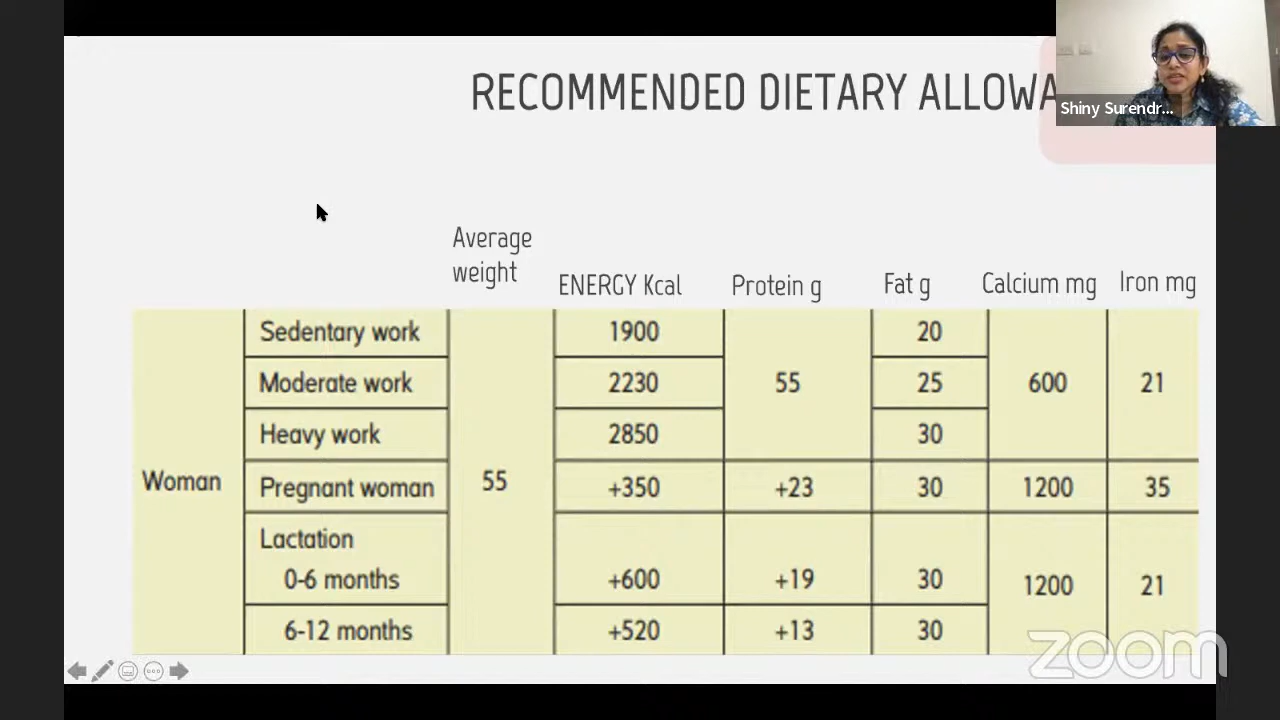 RECOMMENDED DIETARY ALLOWA
Shiny Surendr...
Average
weight
ENERGY Kcal Protein g Fat g Calcium mg Iron mg
Sedentary work 1900 20
Moderate work 2230 55 25 600 21
Heavy work 2850 30
Woman Pregnant woman 55 +350 +23 30 1200 35
Lactation
0-6 months +600 +19 30 1200 21
6-12 months +520 +13 30
zoom